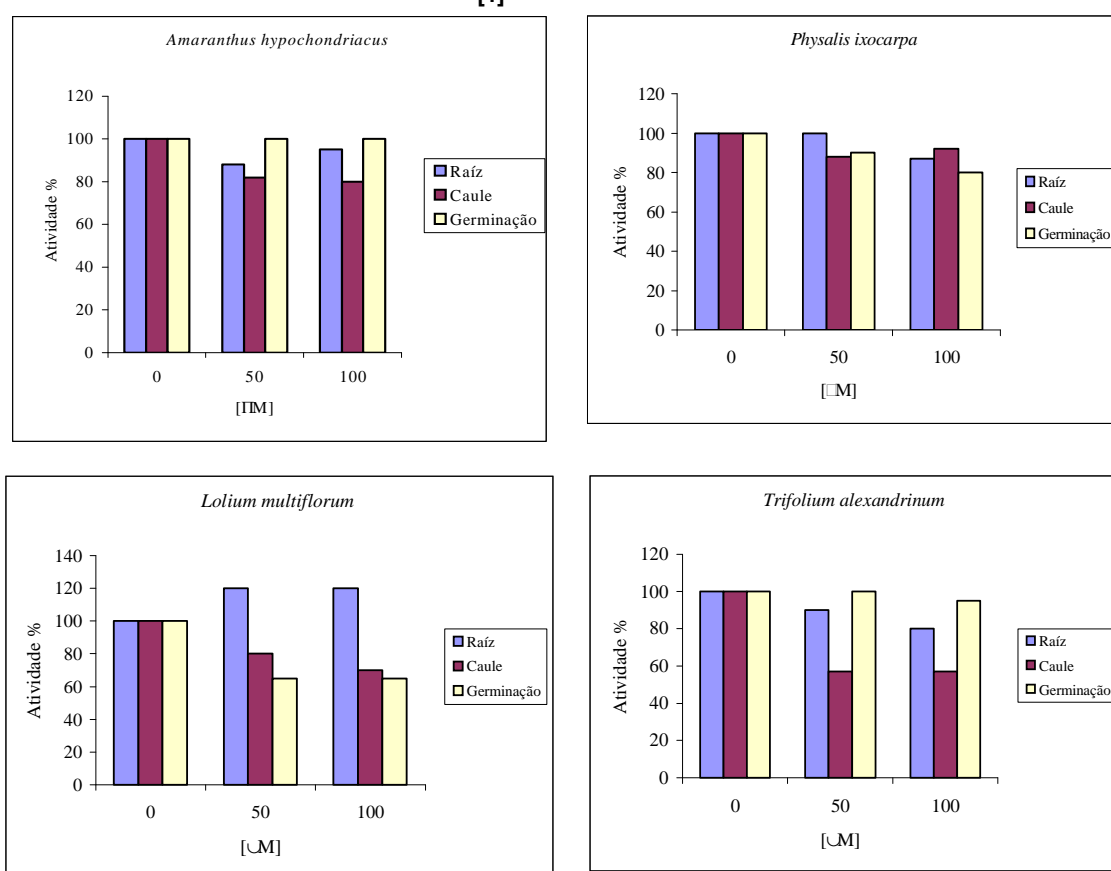 [1]
Amaranthus hypochondriacus
Atividade %
120
100
80
60
40
20
0
0 50 100
[ΠM]
Raíz
Caule
Germinação
Physalis ixocarpa
Atividade %
120
100
80
60
40
20
0
0 50 100
[□M]
Raíz
Caule
Germinação
Lolium multiflorum
Atividade %
140
120
100
80
60
40
20
0
0 50 100
[∪M]
Raíz
Caule
Germinação
Trifolium alexandrinum
Atividade %
120
100
80
60
40
20
0
0 50 100
[∪M]
Raíz
Caule
Germinação